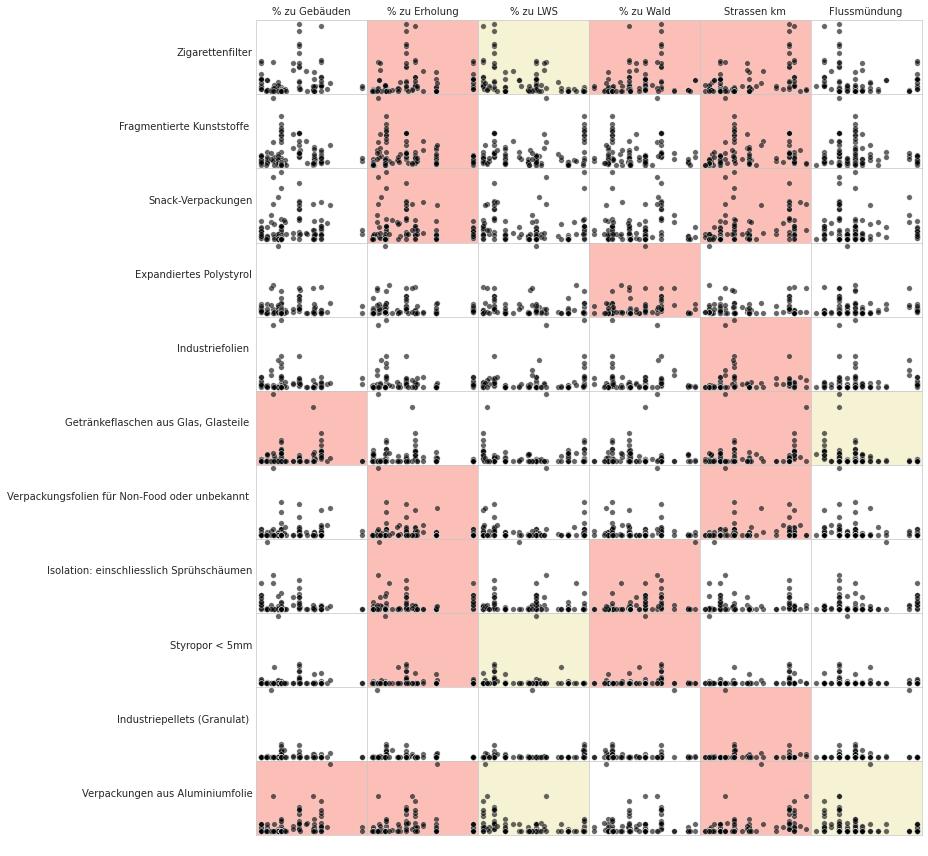 % zu Gebäuden % zu Erholung % zu LWS % zu Wald Strassen km Flussmündung
Zigarettenfilter
Fragmentierte Kunststoffe
Snack-Verpackungen
Expandiertes Polystyrol
Industriefolien
Getränkeflaschen aus Glas, Glasteile
Verpackungsfolien für Non-Food oder unbekannt
Isolation: einschliesslich Sprühschäumen
Styropor < 5mm
Industriepellets (Granulat)
Verpackungen aus Aluminiumfolie